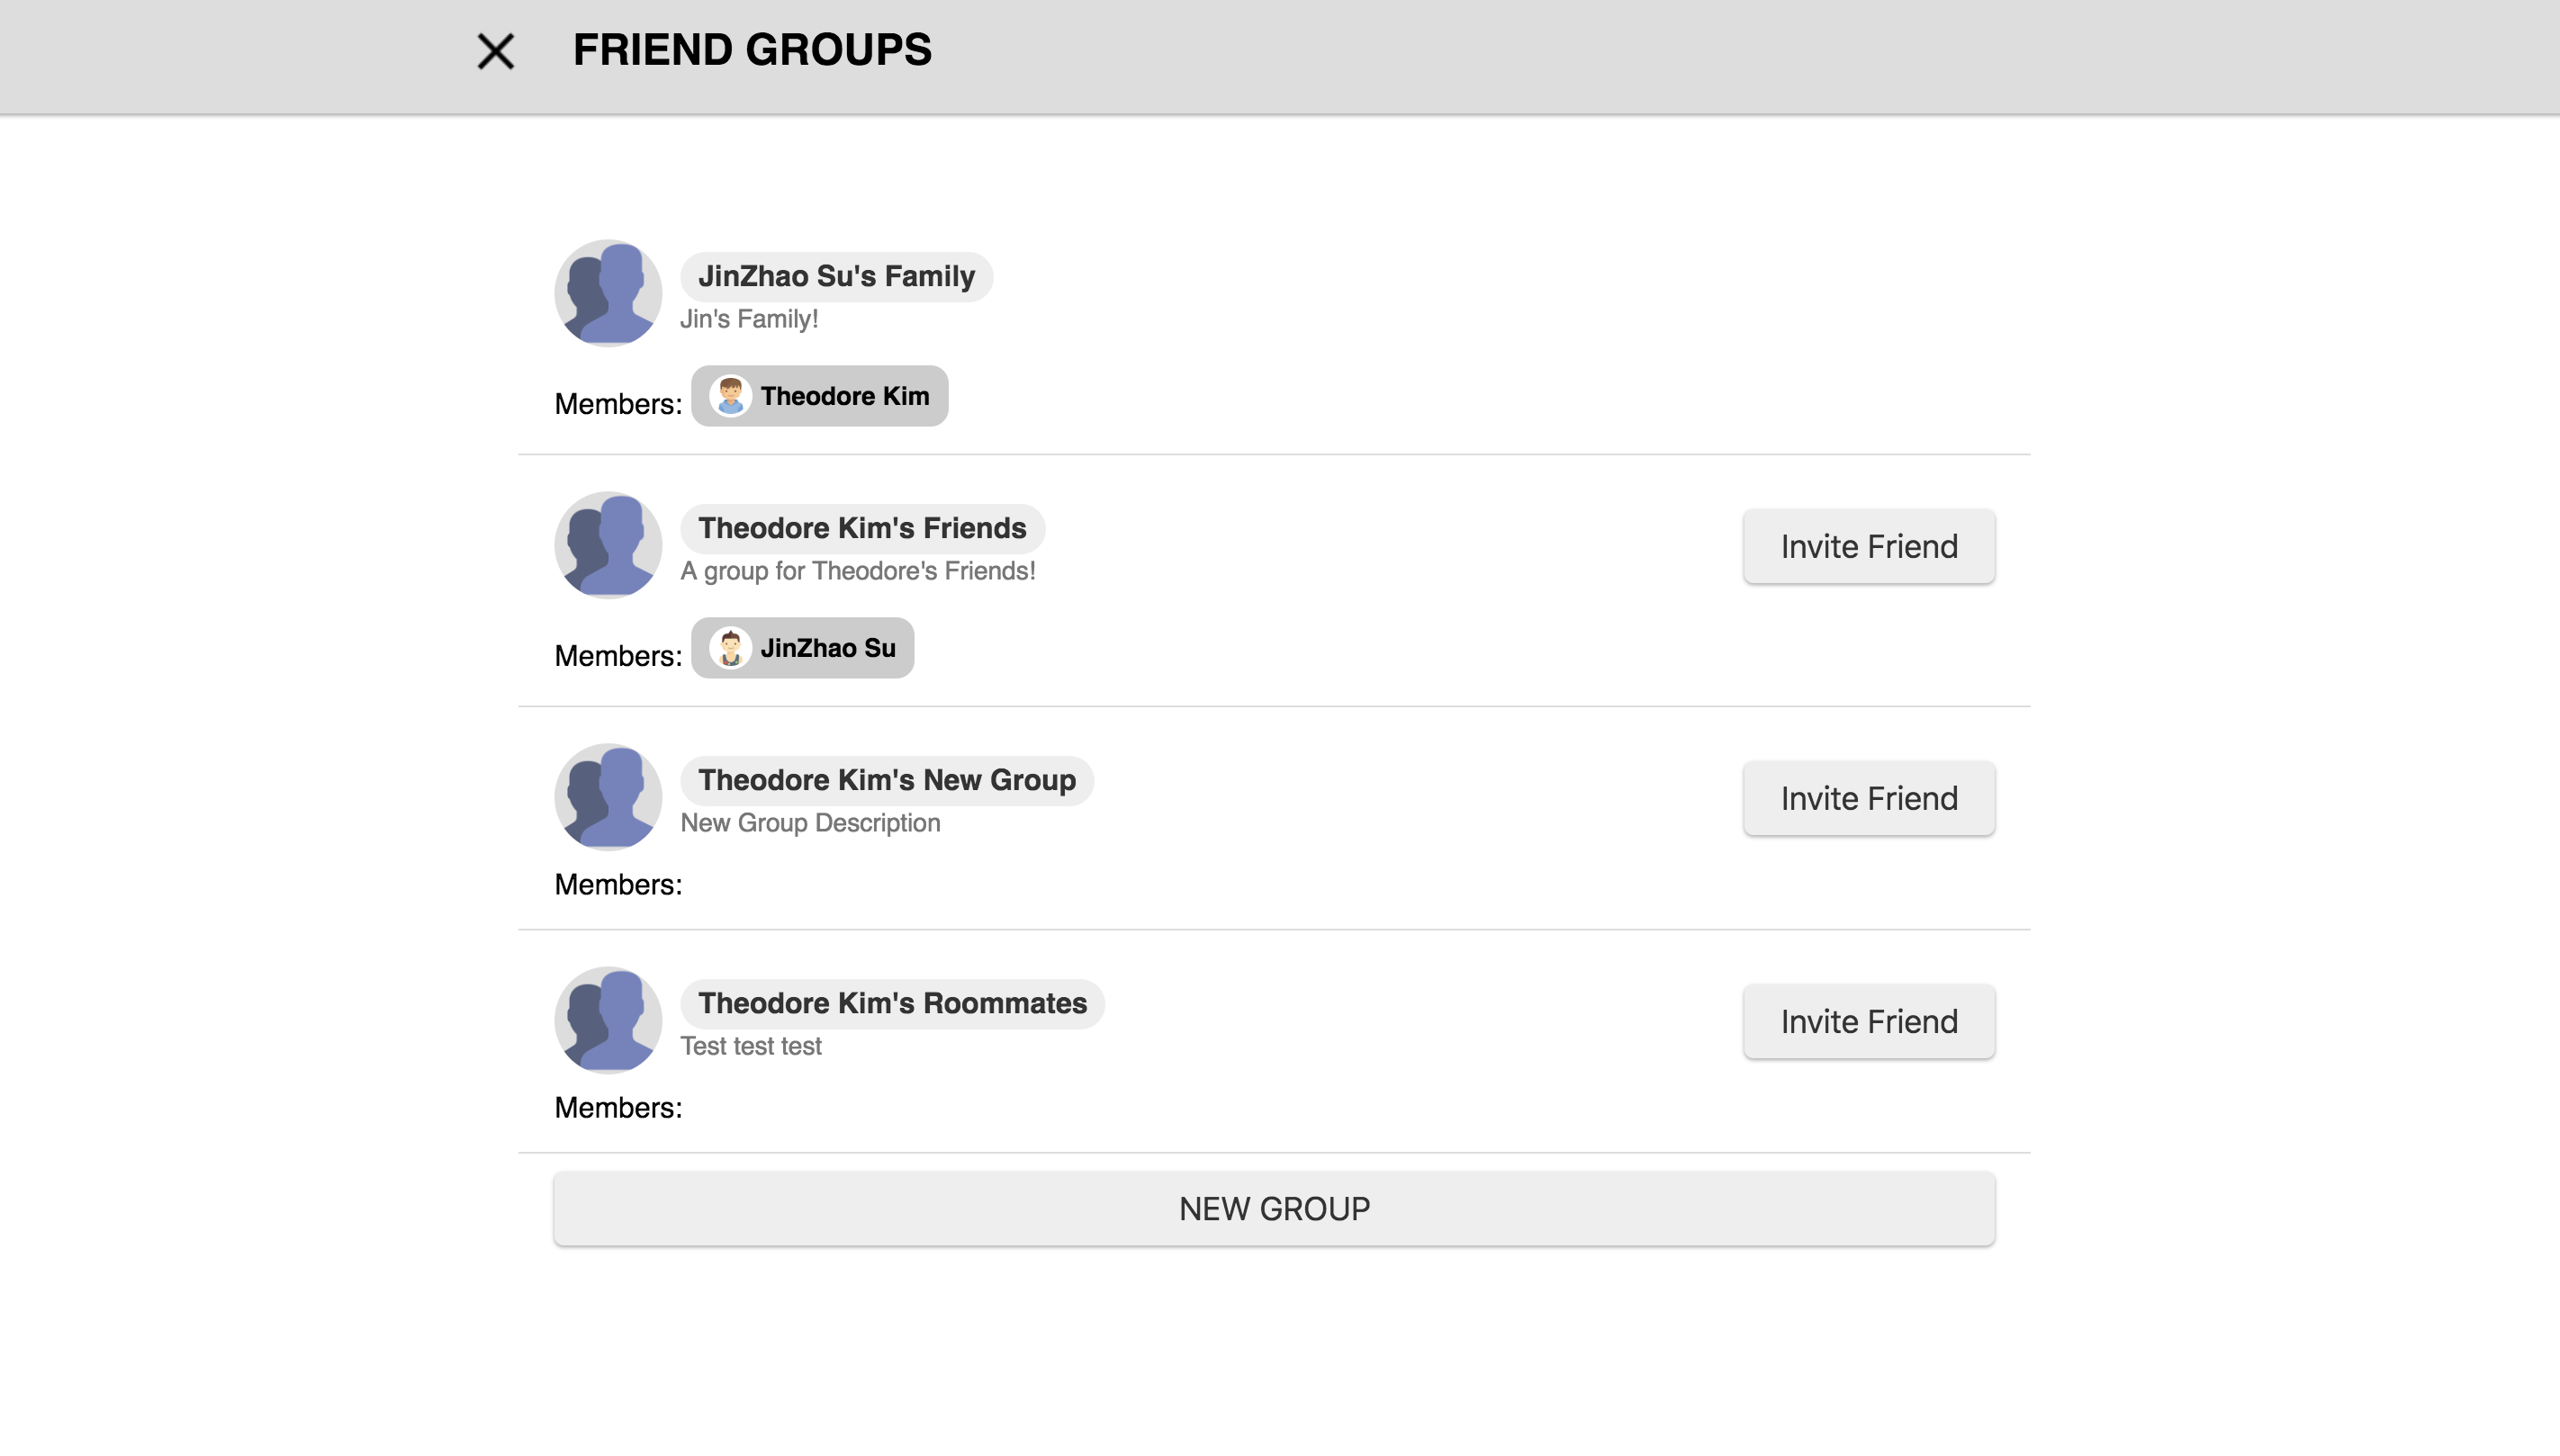 FRIEND GROUPS
JinZhao Su's Family
Jin's Family!
Members: Theodore Kim
Theodore Kim's Friends
A group for Theodore's Friends!
Invite Friend
Members: JinZhao Su
Theodore Kim's New Group
New Group Description
Invite Friend
Members:
Theodore Kim's Roommates
Test test test
Invite Friend
Members:
NEW GROUP